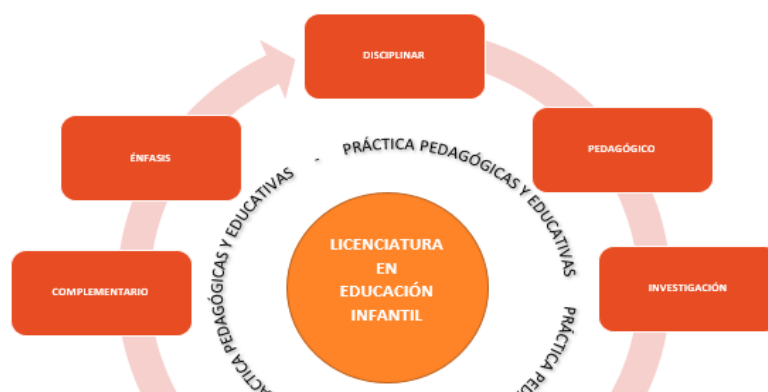 DISCIPLINAR
PEDAGÓGICO
INVESTIGACIÓN
COMPLEMENTARIO
ÉNFASIS
PRÁCTICA PEDAGÓGICAS Y EDUCATIVAS
PRÁCTICA
PEDAGÓGICAS Y EDUCATIVAS -
LICENCIATURA
EN
EDUCACIÓN
INFANTIL